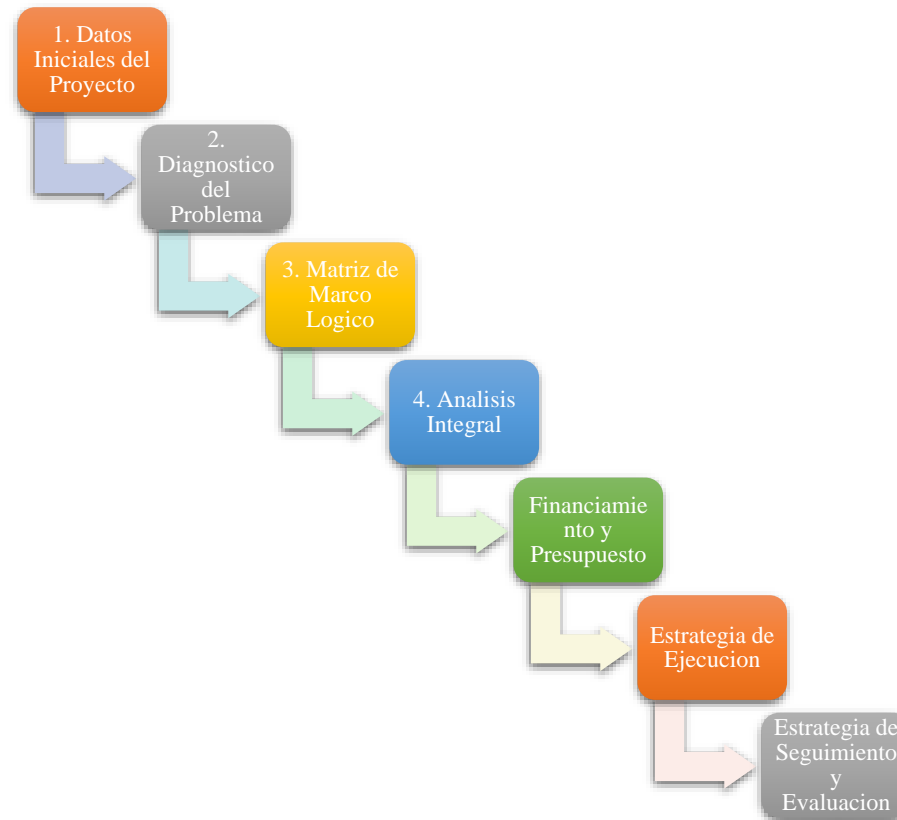 1. Datos
Iniciales del
Proyecto
2.
Diagnostico
del
Problema
3. Matriz de
Marco
Logico
4. Analisis
Integral
Financiamie
nto y
Presupuesto
Estrategia de
Ejecucion
Estrategia de
Seguimiento
y
Evaluacion